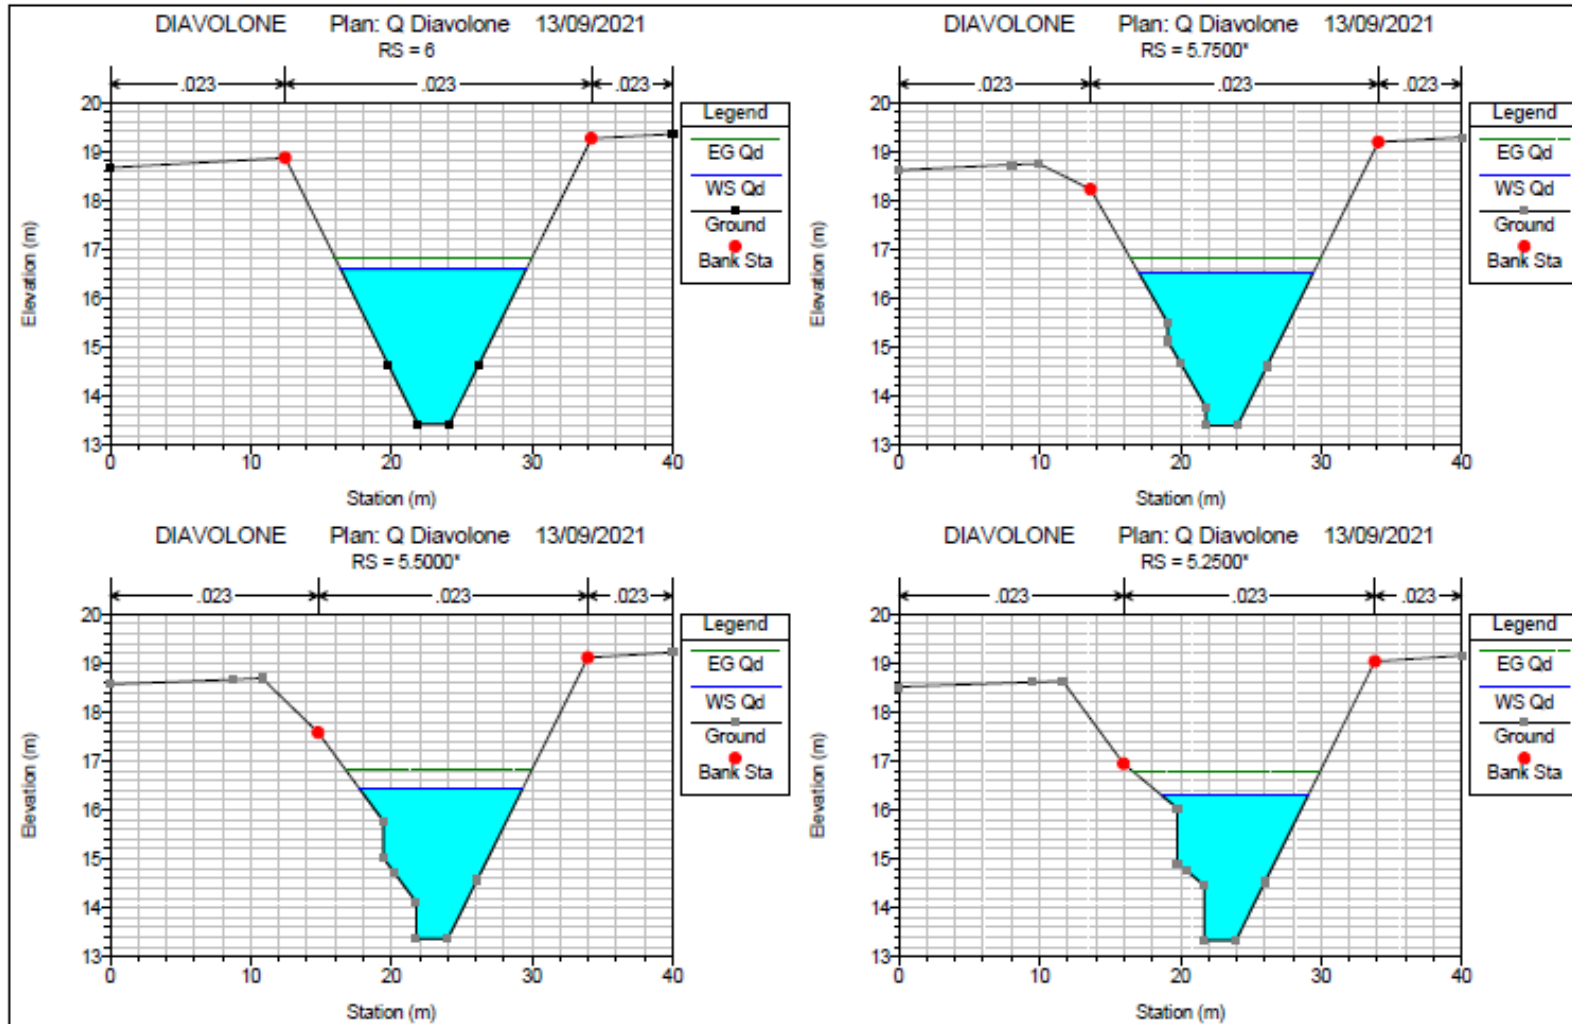 DIAVOLONE Plan: Q Diavolone 13/09/2021
RS = 6
.023 .023 .023
20
19
18
17
16
15
14
13
Elevation (m)
0 10 20 30 40
Station (m)
Legend
EG Qd
WS Qd
Ground
Bank Sta
DIAVOLONE Plan: Q Diavolone 13/09/2021
RS = 5.7500*
.023 .023 .023
20
19
18
17
16
15
14
13
Elevation (m)
0 10 20 30 40
Station (m)
Legend
EG Qd
WS Qd
Ground
Bank Sta
DIAVOLONE Plan: Q Diavolone 13/09/2021
RS = 5.5000*
.023 .023 .023
20
19
18
17
16
15
14
13
Elevation (m)
0 10 20 30 40
Station (m)
Legend
EG Qd
WS Qd
Ground
Bank Sta
DIAVOLONE Plan: Q Diavolone 13/09/2021
RS = 5.2500*
.023 .023 .023
20
19
18
17
16
15
14
13
Elevation (m)
0 10 20 30 40
Station (m)
Legend
EG Qd
WS Qd
Ground
Bank Sta